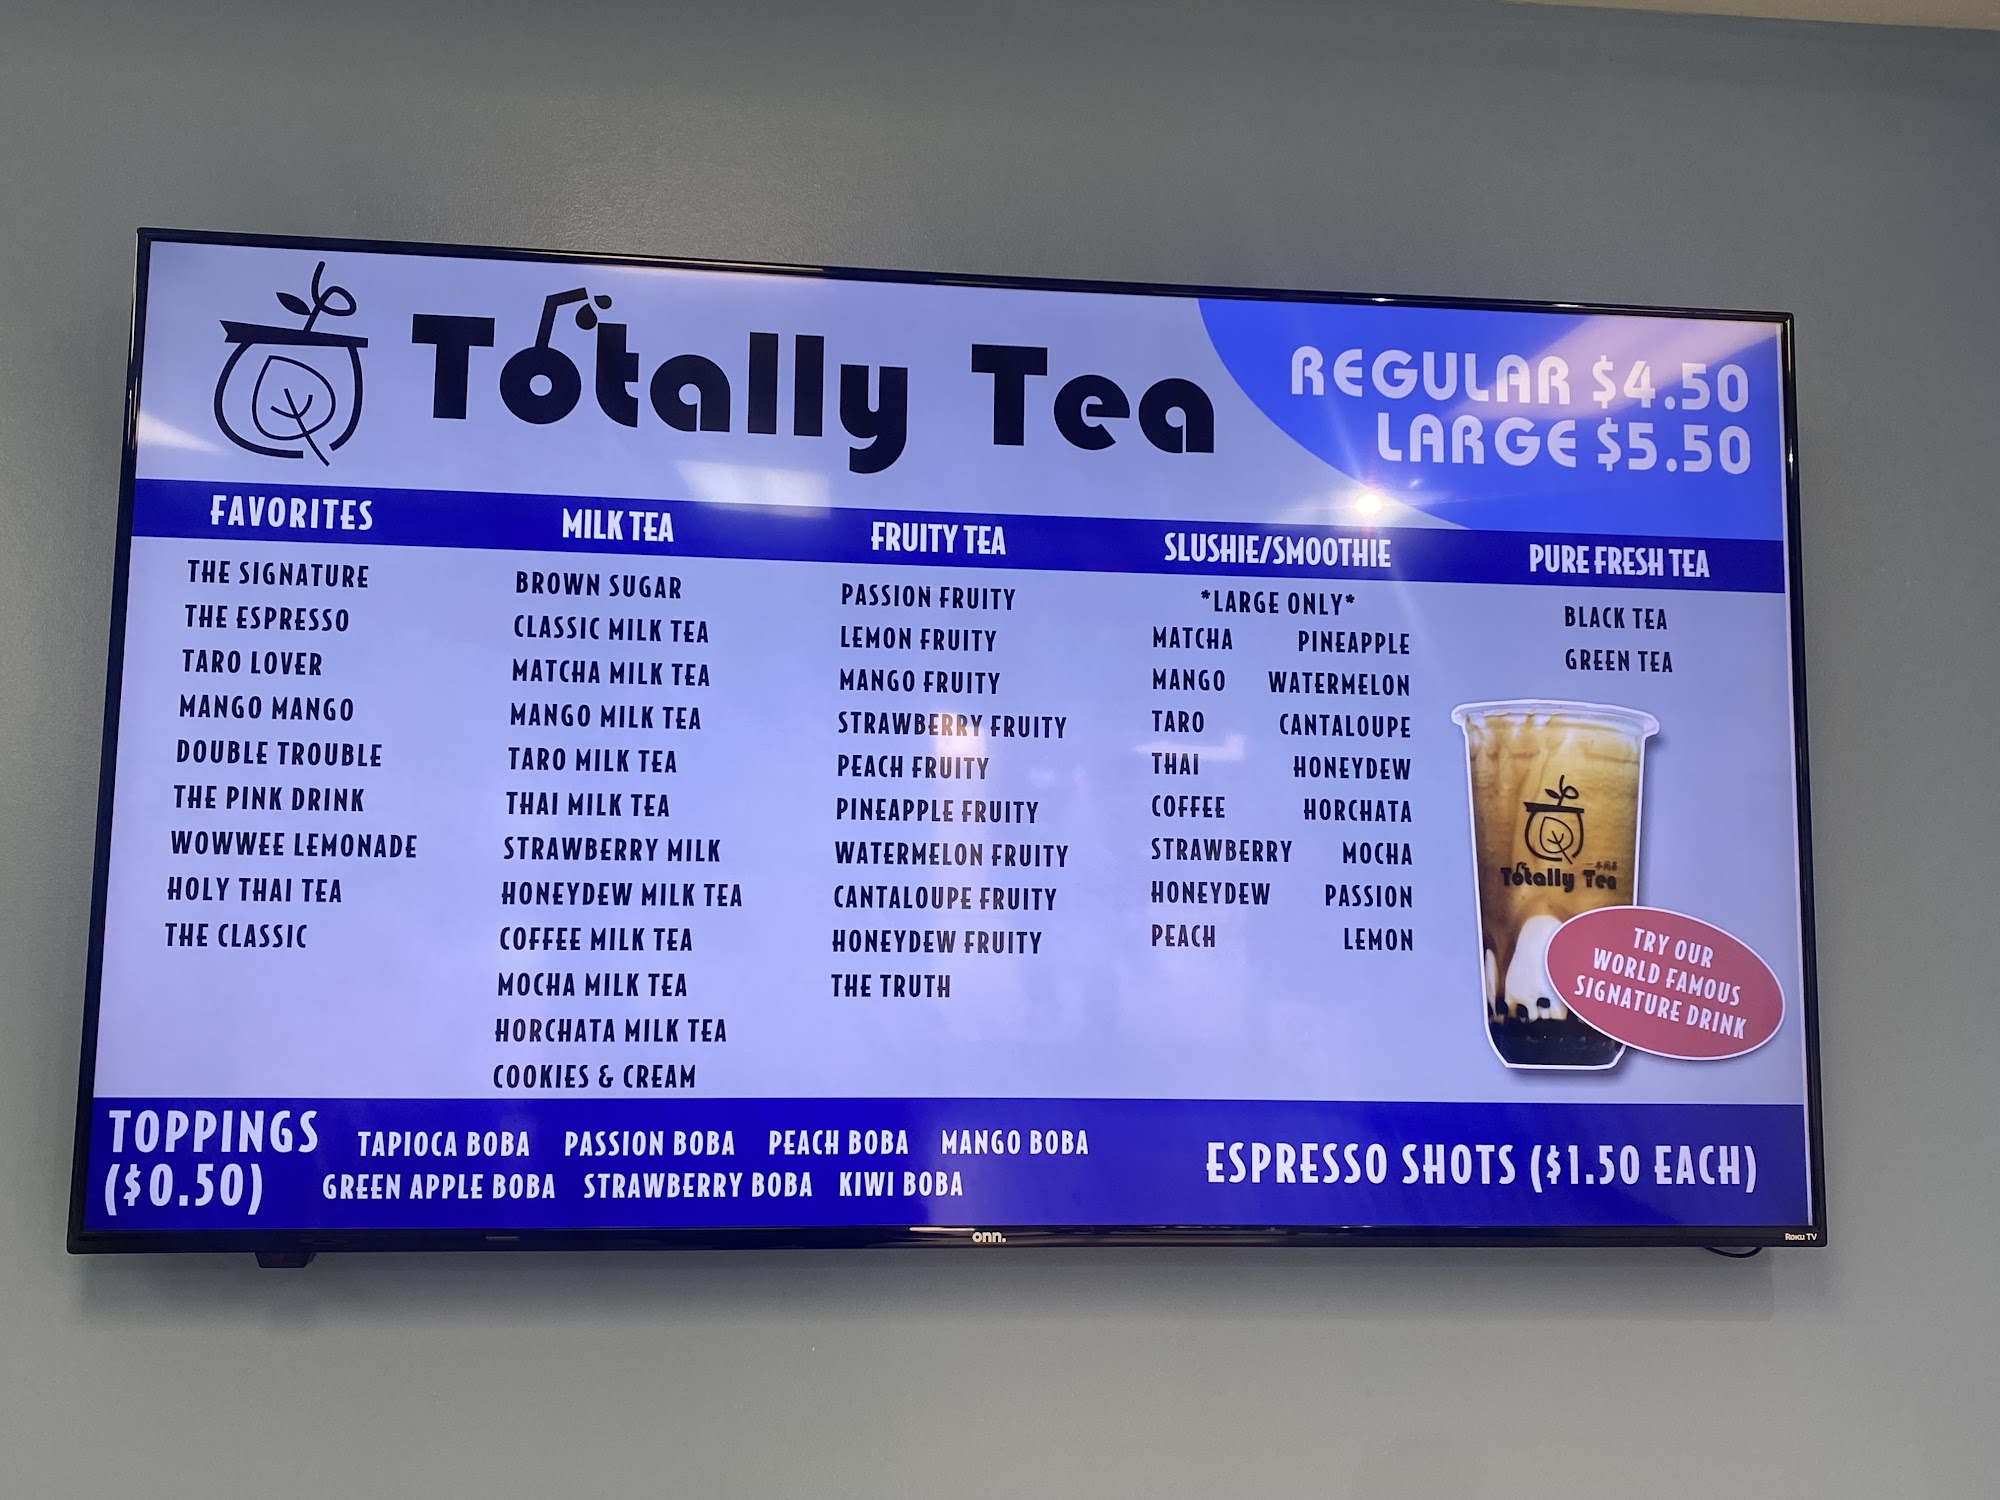 Totally Tea
REGULAR $4.50
LARGE $5.50
FAVORITES
THE SIGNATURE
THE ESPRESSO
TARO LOVER
MANGO MANGO
DOUBLE TROUBLE
THE PINK DRINK
WOWWEE LEMONADE
HOLY THAI TEA
THE CLASSIC
MILK TEA
BROWN SUGAR
CLASSIC MILK TEA
MATCHA MILK TEA
MANGO MILK TEA
TARO MILK TEA
THAI MILK TEA
STRAWBERRY MILK
HONEYDEW MILK TEA
COFFEE MILK TEA
MOCHA MILK TEA
HORCHATA MILK TEA
COOKIES & CREAM
FRUITY TEA
PASSION FRUITY
LEMON FRUITY
MANGO FRUITY
STRAWBERRY FRUITY
PEACH FRUITY
PINEAPPLE FRUITY
WATERMELON FRUITY
CANTALOUPE FRUITY
HONEYDEW FRUITY
THE TRUTH
SLUSHIE/SMOOTHIE
*LARGE ONLY*
MATCHA PINEAPPLE
MANGO WATERMELON
TARO CANTALOUPE
THAI HONEYDEW
COFFEE HORCHATA
STRAWBERRY MOCHA
HONEYDEW PASSION
PEACH LEMON
PURE FRESH TEA
BLACK TEA
GREEN TEA
Totally Tea
TRY OUR
WORLD FAMOUS
SIGNATURE DRINK
TOPPINGS
($0.50)
TAPIOCA BOBA PASSION BOBA PEACH BOBA MANGO BOBA
GREEN APPLE BOBA STRAWBERRY BOBA KIWI BOBA
ESPRESSO SHOTS ($1.50 EACH)
onn.
Roku TV